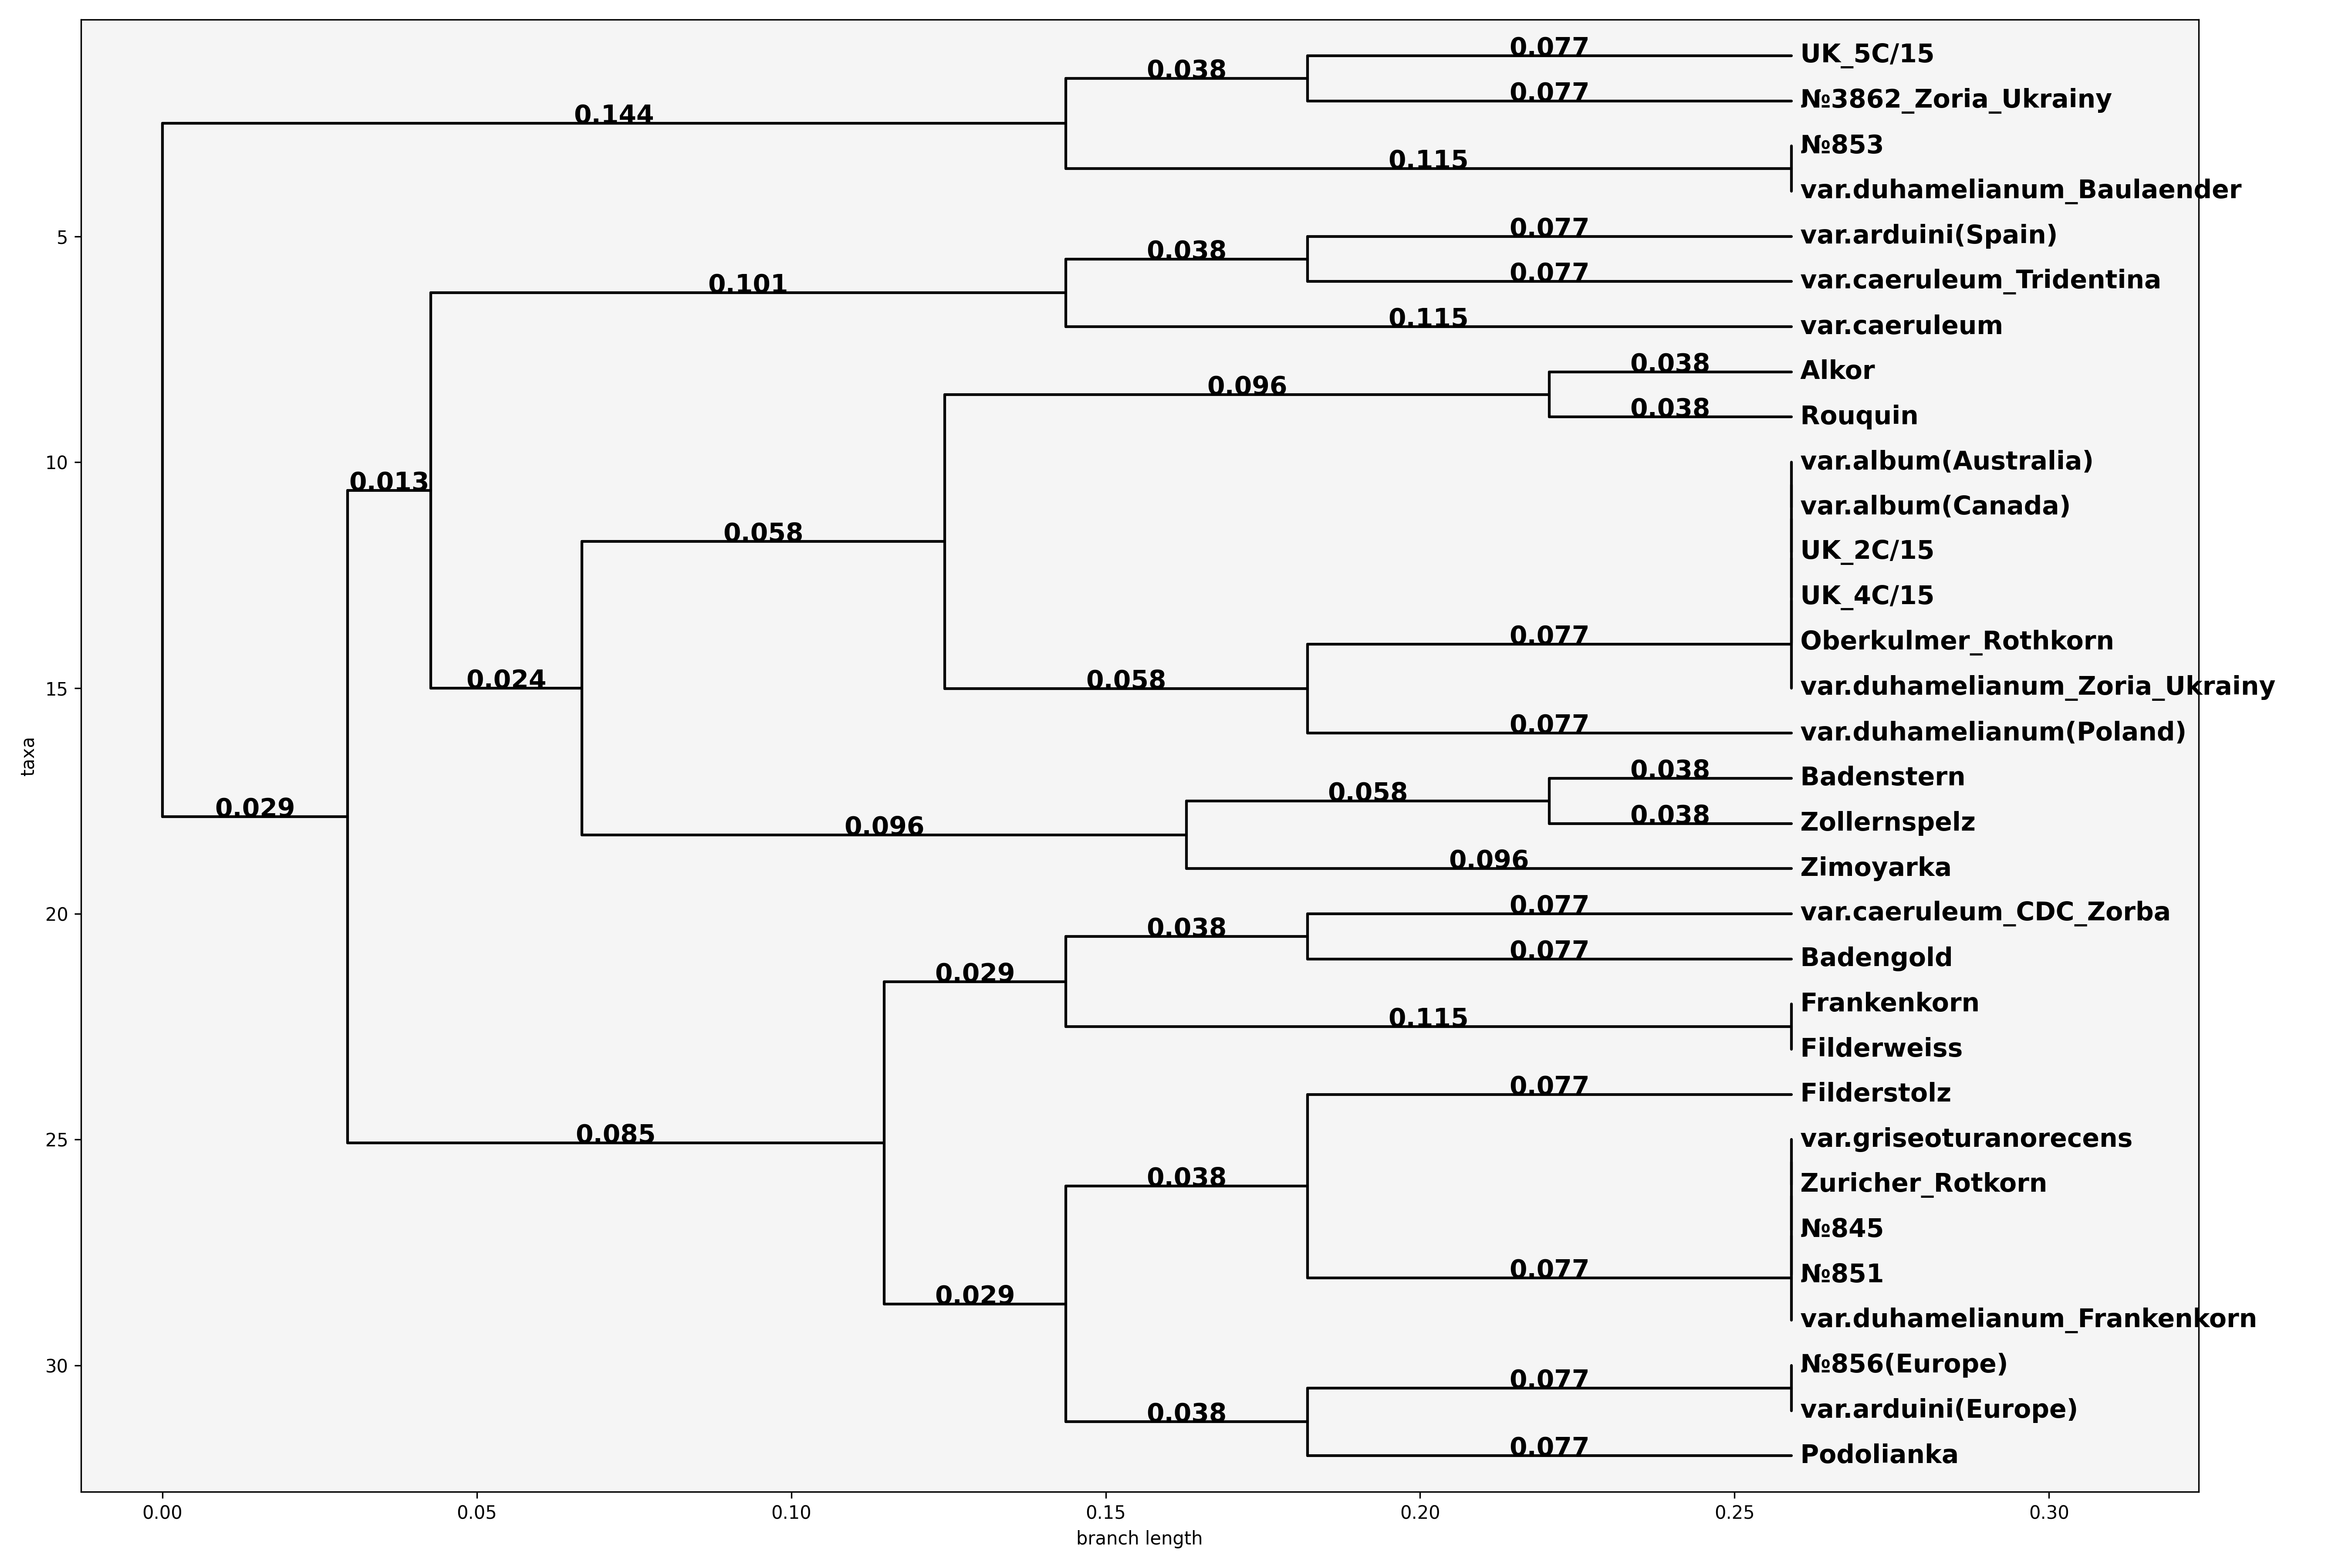 0.077 UK_5C/15
0.038
0.077 №3862_Zoria_Ukrainy
0.144
№853
0.115
var.duhamelianum_Baulaender
0.077 var.arduini(Spain)
5
0.038
0.077 var.caeruleum_Tridentina
0.101
0.115 var.caeruleum
0.038 Alkor
0.096
0.038 Rouquin
10 var.album(Australia)
0.013
var.album(Canada)
0.058
UK_2C/15
UK_4C/15
0.077 Oberkulmer_Rothkorn
0.024 0.058
15 var.duhamelianum_Zoria_Ukrainy
0.077 var.duhamelianum(Poland)
taxa
0.038 Badenstern
0.058
0.029 0.038 Zollernspelz
0.096
0.096 Zimoyarka
0.077 var.caeruleum_CDC_Zorba
20
0.038
0.077 Badengold
0.029
Frankenkorn
0.115
Filderweiss
0.077 Filderstolz
0.085
25 var.griseoturanorecens
0.038 Zuricher_Rotkorn
№845
0.077 №851
0.029
var.duhamelianum_Frankenkorn
30 №856(Europe)
0.077
0.038 var.arduini(Europe)
0.077 Podolianka
0.00 0.05 0.10 0.15 0.20 0.25 0.30
branch length